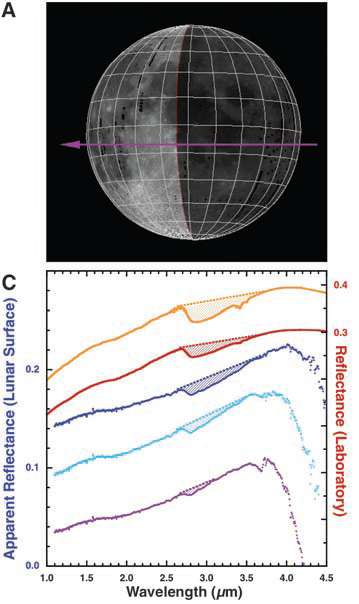 A
C
Apparent Reflectance (Lunar Surface)
0.2
0.1
0.0
0.4
0.3
Reflectance (Laboratory)
1.0 1.5 2.0 2.5 3.0 3.5 4.0 4.5
Wavelength (µm)